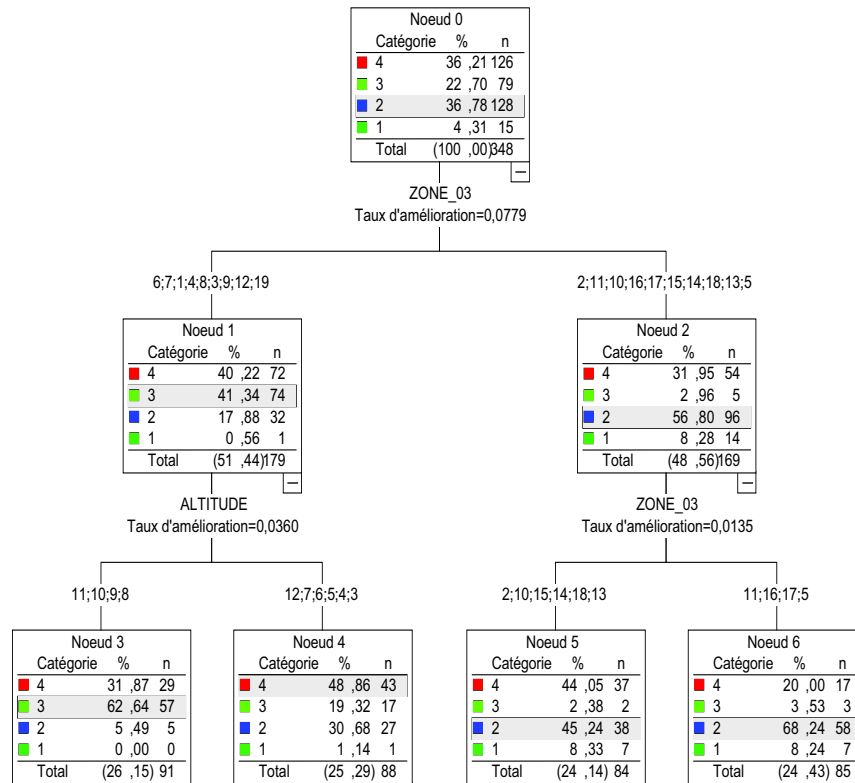 Noeud 0
Catégorie % n
4 36 ,21 126
3 22 ,70 79
2 36 ,78 128
1 4 ,31 15
Total (100 ,00)348
ZONE_03
Taux d'amélioration=0,0779
6;7;1;4;8;3;9;12;19
2;11;10;16;17;15;14;18;13;5
Noeud 1
Catégorie % n
4 40 ,22 72
3 41 ,34 74
2 17 ,88 32
1 0 ,56 1
Total (51 ,44)179
Noeud 2
Catégorie % n
4 31 ,95 54
3 2 ,96 5
2 56 ,80 96
1 8 ,28 14
Total (48 ,56)169
ALTITUDE
Taux d'amélioration=0,0360
ZONE_03
Taux d'amélioration=0,0135
11;10;9;8
12;7;6;5;4;3
2;10;15;14;18;13
11;16;17;5
Noeud 3
Catégorie % n
4 31 ,87 29
3 62 ,64 57
2 5 ,49 5
1 0 ,00 0
Total (26 ,15) 91
Noeud 4
Catégorie % n
4 48 ,86 43
3 19 ,32 17
2 30 ,68 27
1 1 ,14 1
Total (25 ,29) 88
Noeud 5
Catégorie % n
4 44 ,05 37
3 2 ,38 2
2 45 ,24 38
1 8 ,33 7
Total (24 ,14) 84
Noeud 6
Catégorie % n
4 20 ,00 17
3 3 ,53 3
2 68 ,24 58
1 8 ,24 7
Total (24 ,43) 85